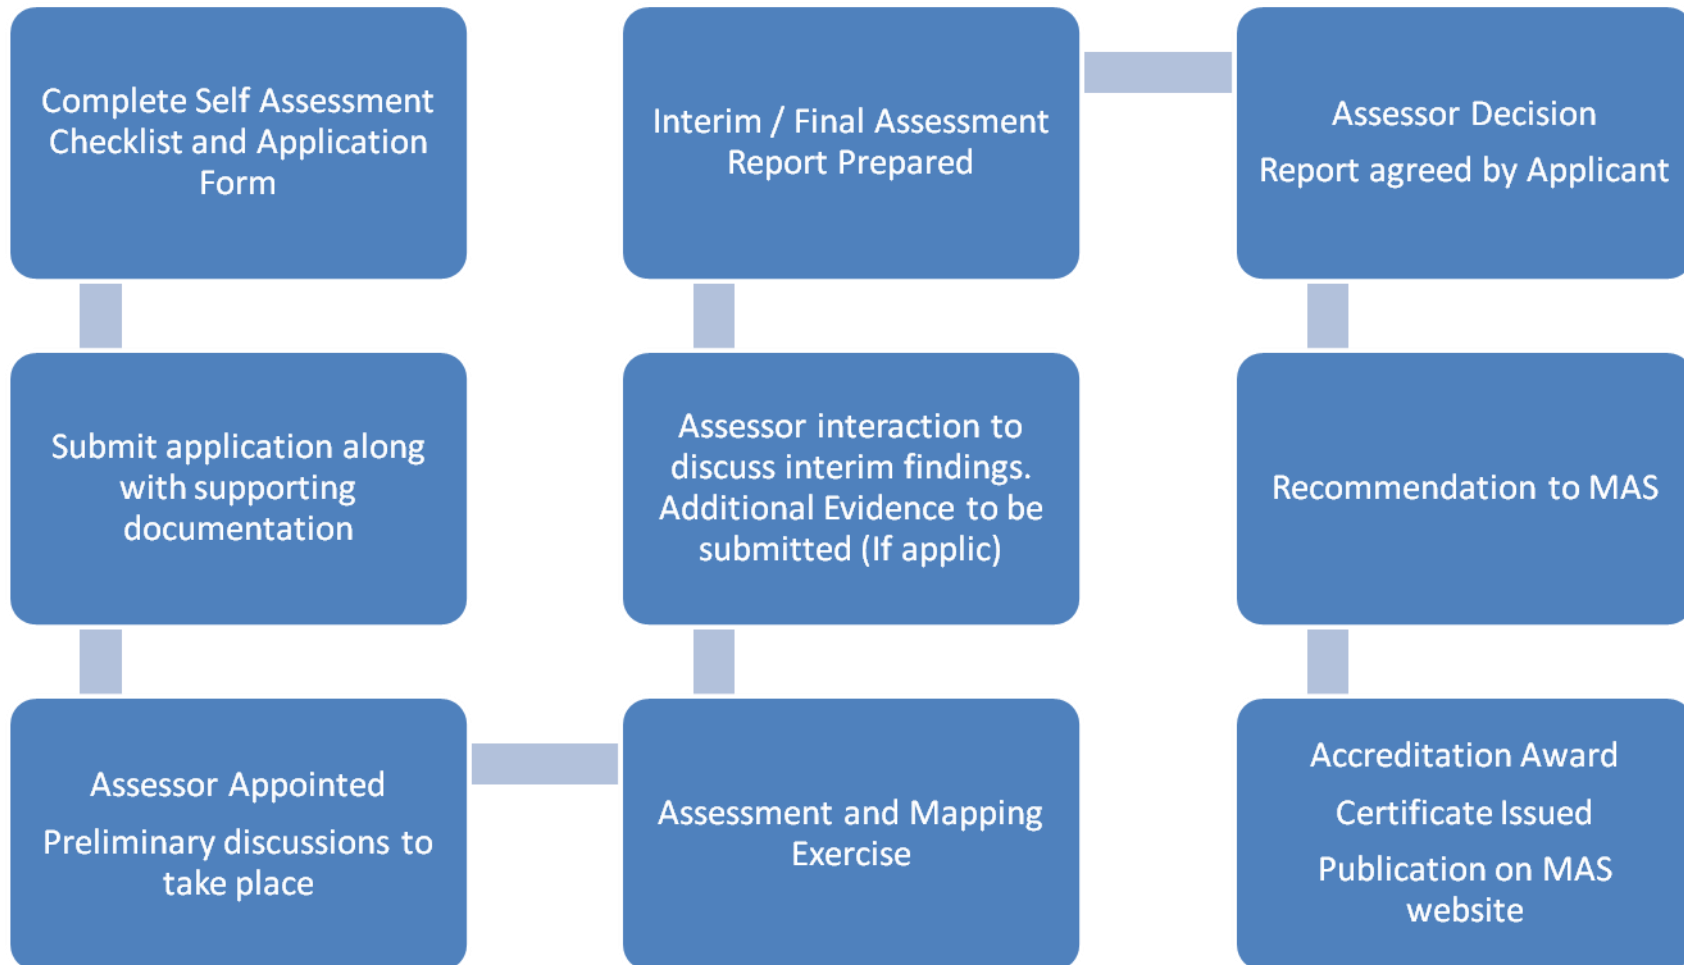 Complete Self Assessment
Checklist and Application
Form
Submit application along
with supporting
documentation
Assessor Appointed
Preliminary discussions to
take place
Assessment and Mapping
Exercise
Assessor interaction to
discuss interim findings.
Additional Evidence to be
submitted (If applic)
Interim / Final Assessment
Report Prepared
Assessor Decision
Report agreed by Applicant
Recommendation to MAS
Accreditation Award
Certificate Issued
Publication on MAS
website